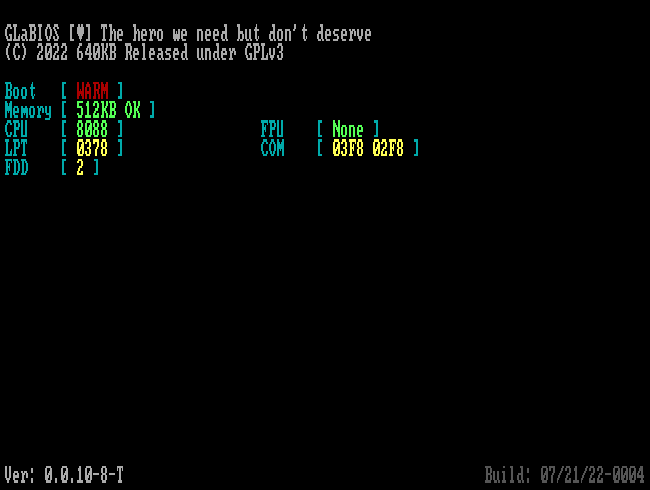 GLaBIOS [♥] The hero we need but don't deserve
(C) 2022 640KB Released under GPLv3
Boot [ WARM ]
Memory [ 512KB OK ]
CPU [ 8088 ] FPU [ None ]
LPT [ 0378 ] COM [ 03F8 02F8 ]
FDD [ 2 ]
Ver: 0.0.10-8-T Build: 07/21/22-0004